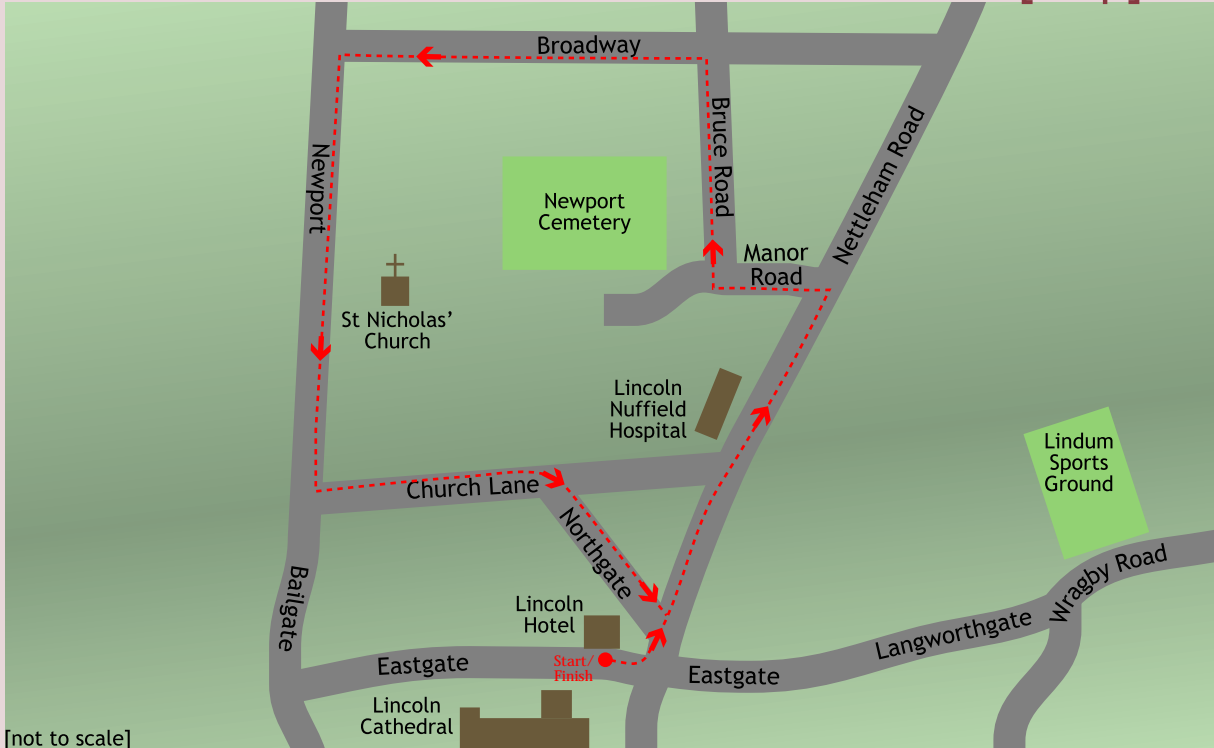 Broadway
Bruce Road
Nettleham Road
Newport
Newport
Cemetery
Manor
Road
St Nicholas’
Church
Lincoln
Nuffield
Hospital
Lindum
Sports
Ground
Church Lane
Northgate
Wragby Road
Bailgate
Lincoln
Hotel
Langworthgate
Eastgate
Start/
Finish
Eastgate
Lincoln
Cathedral
[not to scale]